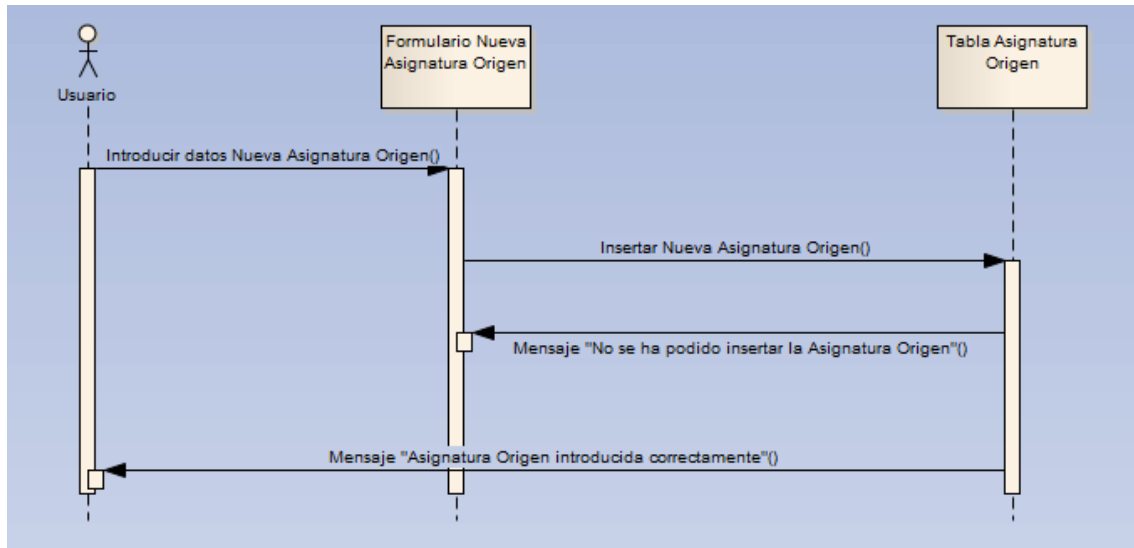 Usuario
Formulario Nueva
Asignatura Origen
Tabla Asignatura
Origen
Introducir datos Nueva Asignatura Origen()
Insertar Nueva Asignatura Origen()
Mensaje "No se ha podido insertar la Asignatura Origen"()
Mensaje "Asignatura Origen introducida correctamente"()